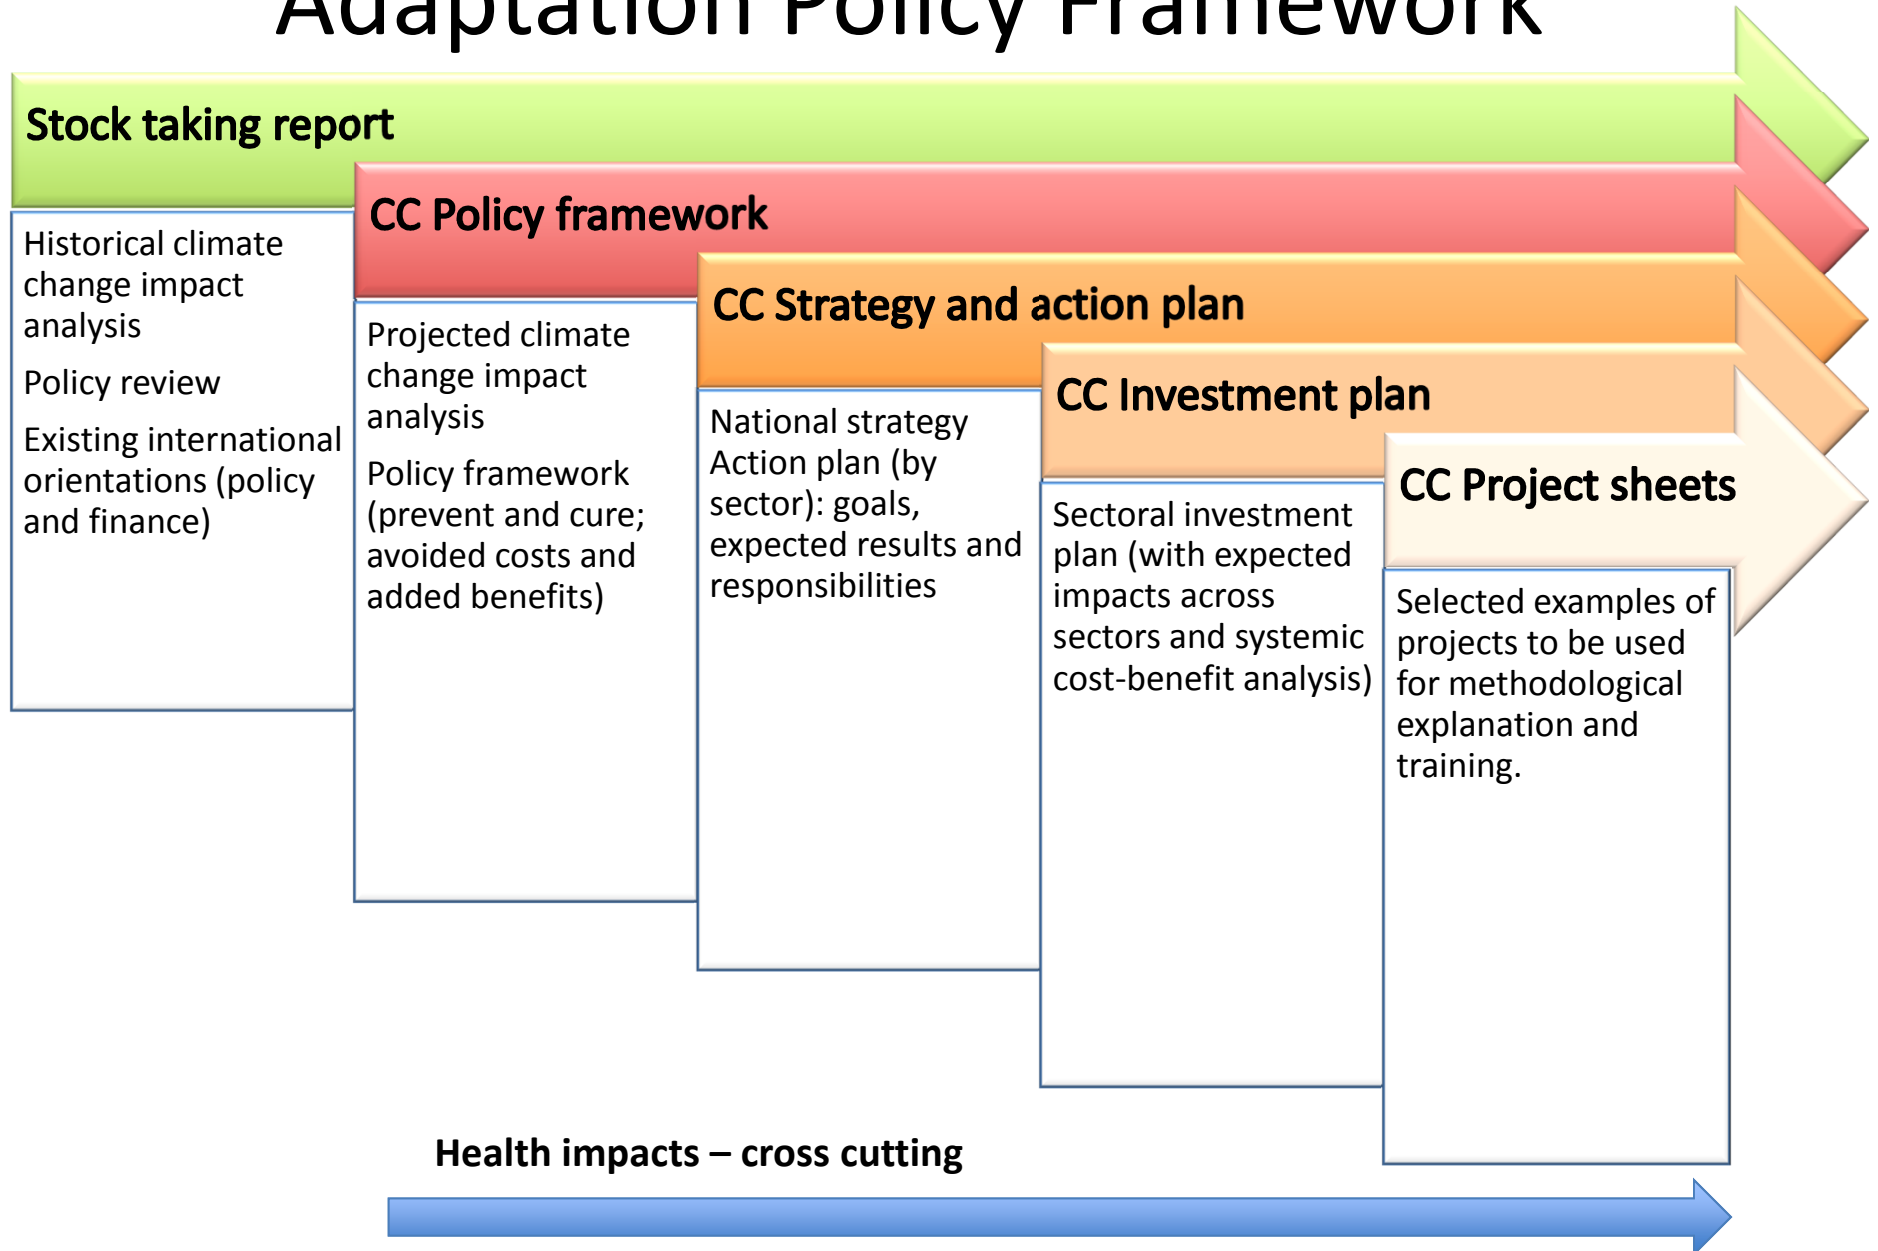 Adaptation Policy Framework
Stock taking report
Historical climate
change impact
analysis
Policy review
Existing international
orientations (policy
and finance)
CC Policy framework
Projected climate
change impact
analysis
Policy framework
(prevent and cure;
avoided costs and
added benefits)
CC Strategy and action plan
National strategy
Action plan (by
sector): goals,
expected results and
responsibilities
CC Investment plan
Sectoral investment
plan (with expected
impacts across
sectors and systemic
cost-benefit analysis)
CC Project sheets
Selected examples of
projects to be used
for methodological
explanation and
training.
Health impacts – cross cutting